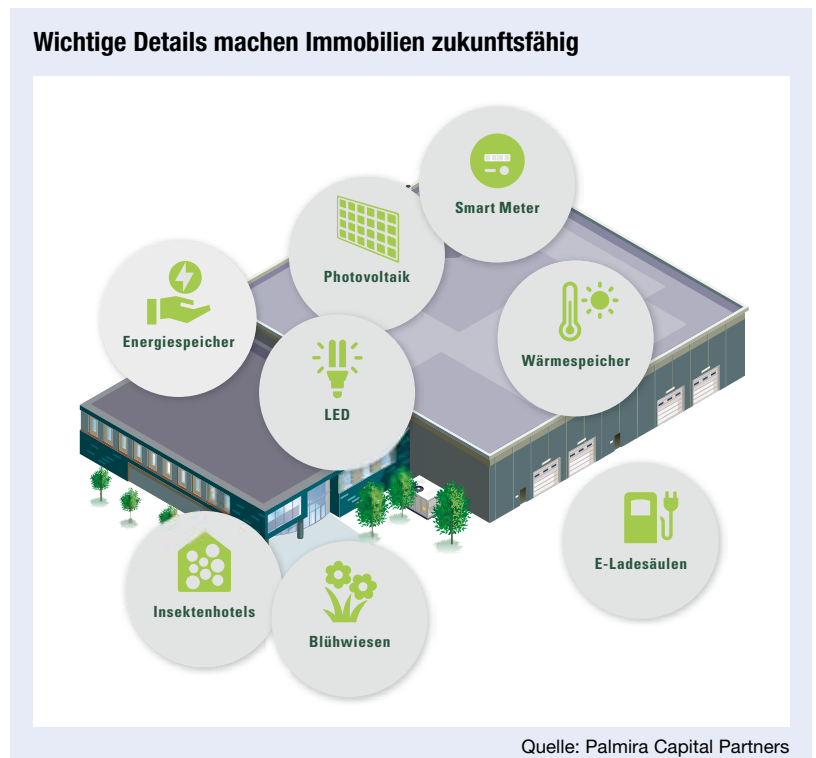 Wichtige Details machen Immobilien zukunftsfähig
Smart Meter
Photovoltaik
Energiespeicher
Wärmespeicher
LED
E-Ladesäulen
Insektenhotels
Blühwiesen
Quelle: Palmira Capital Partners